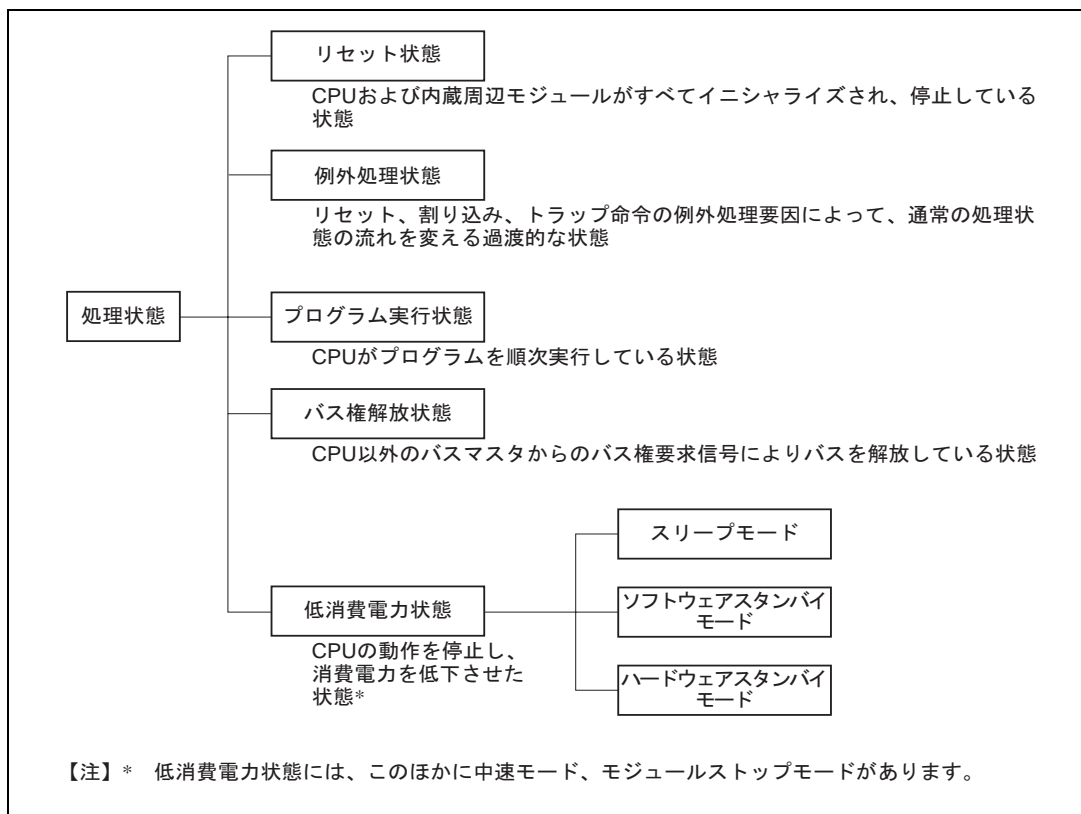 リセット状態
CPUおよび内蔵周辺モジュールがすべてイニシャライズされ、停止している
状態
例外処理状態
リセット、割り込み、トラップ命令の例外処理要因によって、通常の処理状
態の流れを変える過渡的な状態
処理状態
プログラム実行状態
CPUがプログラムを順次実行している状態
バス権解放状態
CPU以外のバスマスタからのバス権要求信号によりバスを解放している状態
スリープモード
低消費電力状態
ソフトウェアスタンバイ
モード
CPUの動作を停止し、
消費電力を低下させた
状態*
ハードウェアスタンバイ
モード
【注】* 低消費電力状態には、このほかに中速モード、モジュールストップモードがあります。